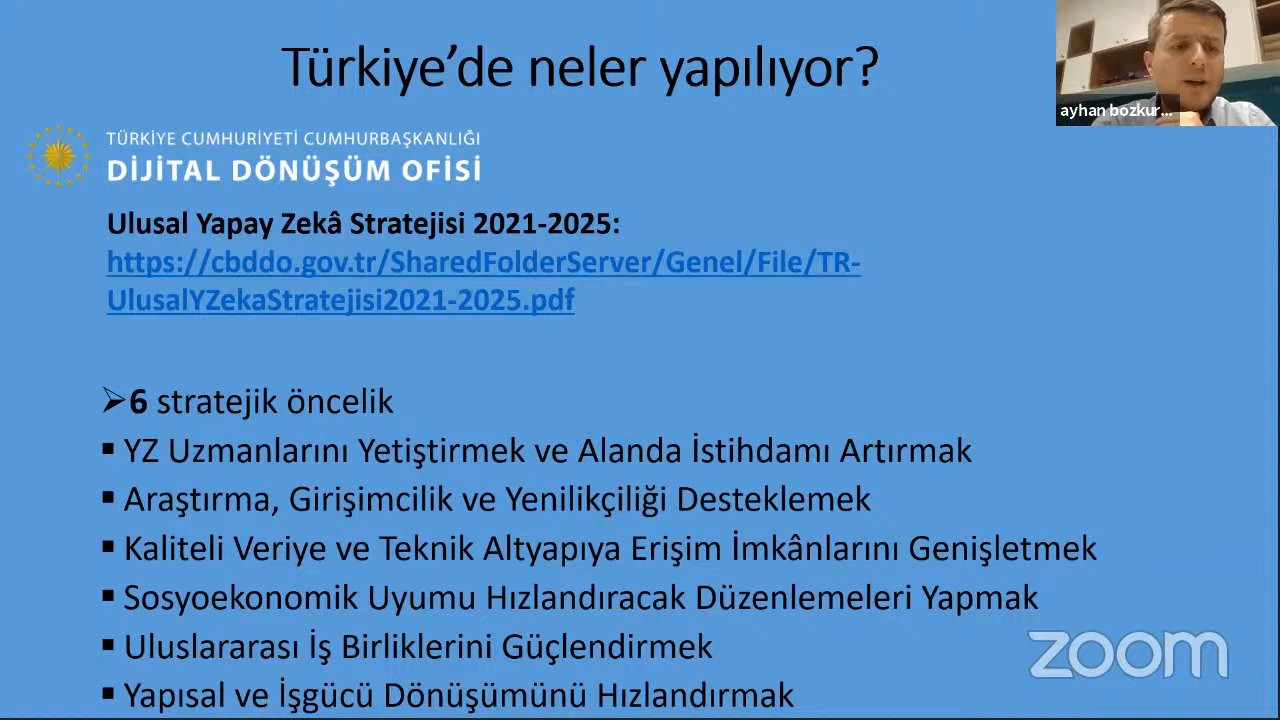 Türkiye’de neler yapılıyor?
ayhan bozkur...
TÜRKİYE CUMHURİYETİ CUMHURBAŞKANLIĞI
DİJİTAL DÖNÜŞÜM OFİSİ
Ulusal Yapay Zekâ Stratejisi 2021-2025:
https://cbddo.gov.tr/SharedFolderServer/Genel/File/TR-
UlusalYZekaStratejisi2021-2025.pdf
➢6 stratejik öncelik
▪ YZ Uzmanlarını Yetiştirmek ve Alanda İstihdamı Artırmak
▪ Araştırma, Girişimcilik ve Yenilikçiliği Desteklemek
▪ Kaliteli Veriye ve Teknik Altyapıya Erişim İmkânlarını Genişletmek
▪ Sosyoekonomik Uyumu Hızlandıracak Düzenlemeleri Yapmak
▪ Uluslararası İş Birliklerini Güçlendirmek
▪ Yapısal ve İşgücü Dönüşümünü Hızlandırmak
zoom